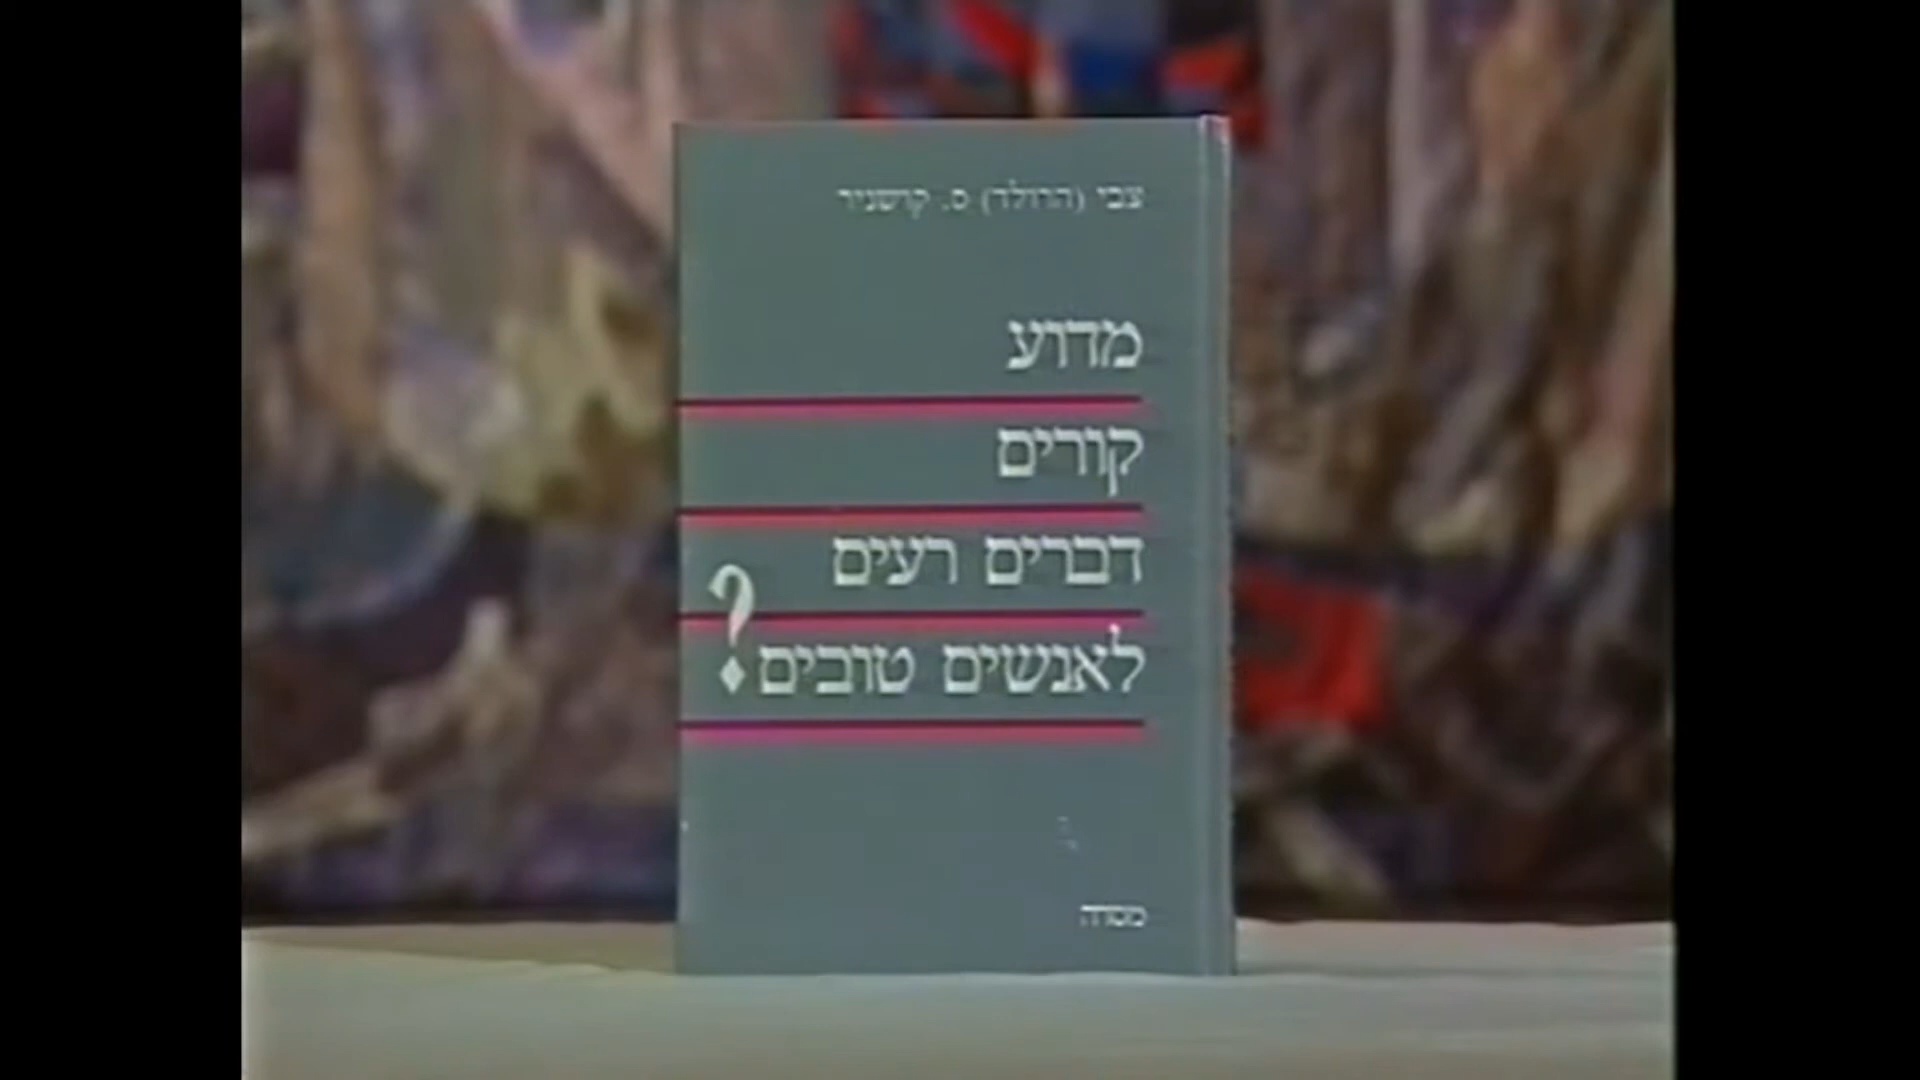 צבי (הרולד) ס. קושניר
מדוע
קורים
דברים רעים
לאנשים טובים?
מסדה